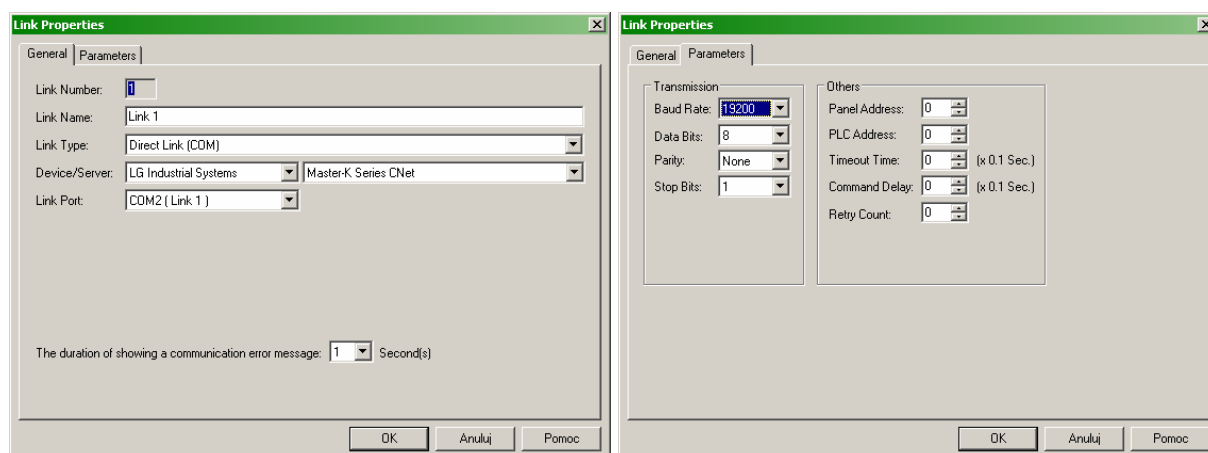 Link Properties
General Parameters
Link Number: 1
Link Name: Link 1
Link Type: Direct Link (COM)
Device/Server: LG Industrial Systems Master-K Series CNet
Link Port: COM2 ( Link 1 )
The duration of showing a communication error message: 1 Second(s)
OK Anuluj Pomoc
Link Properties
General Parameters
Transmission
Baud Rate: 19200
Data Bits: 8
Parity: None
Stop Bits: 1
Others
Panel Address: 0
PLC Address: 0
Timeout Time: 0 (x 0.1 Sec.)
Command Delay: 0 (x 0.1 Sec.)
Retry Count: 0
OK Anuluj Pomoc